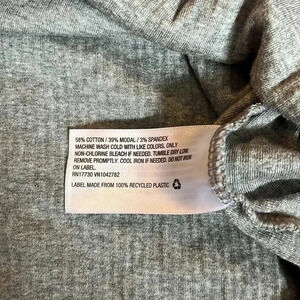 58% COTTON / 39% MODAL / 3% SPANDEX
MACHINE WASH COLD WITH LIKE COLORS. ONLY
NON-CHLORINE BLEACH IF NEEDED. TUMBLE DRY LOW.
REMOVE PROMPTLY. COOL IRON IF NEEDED. DO NOT IRON
ON LABEL.
RN17730 VN1042782
LABEL MADE FROM 100% RECYCLED PLASTIC